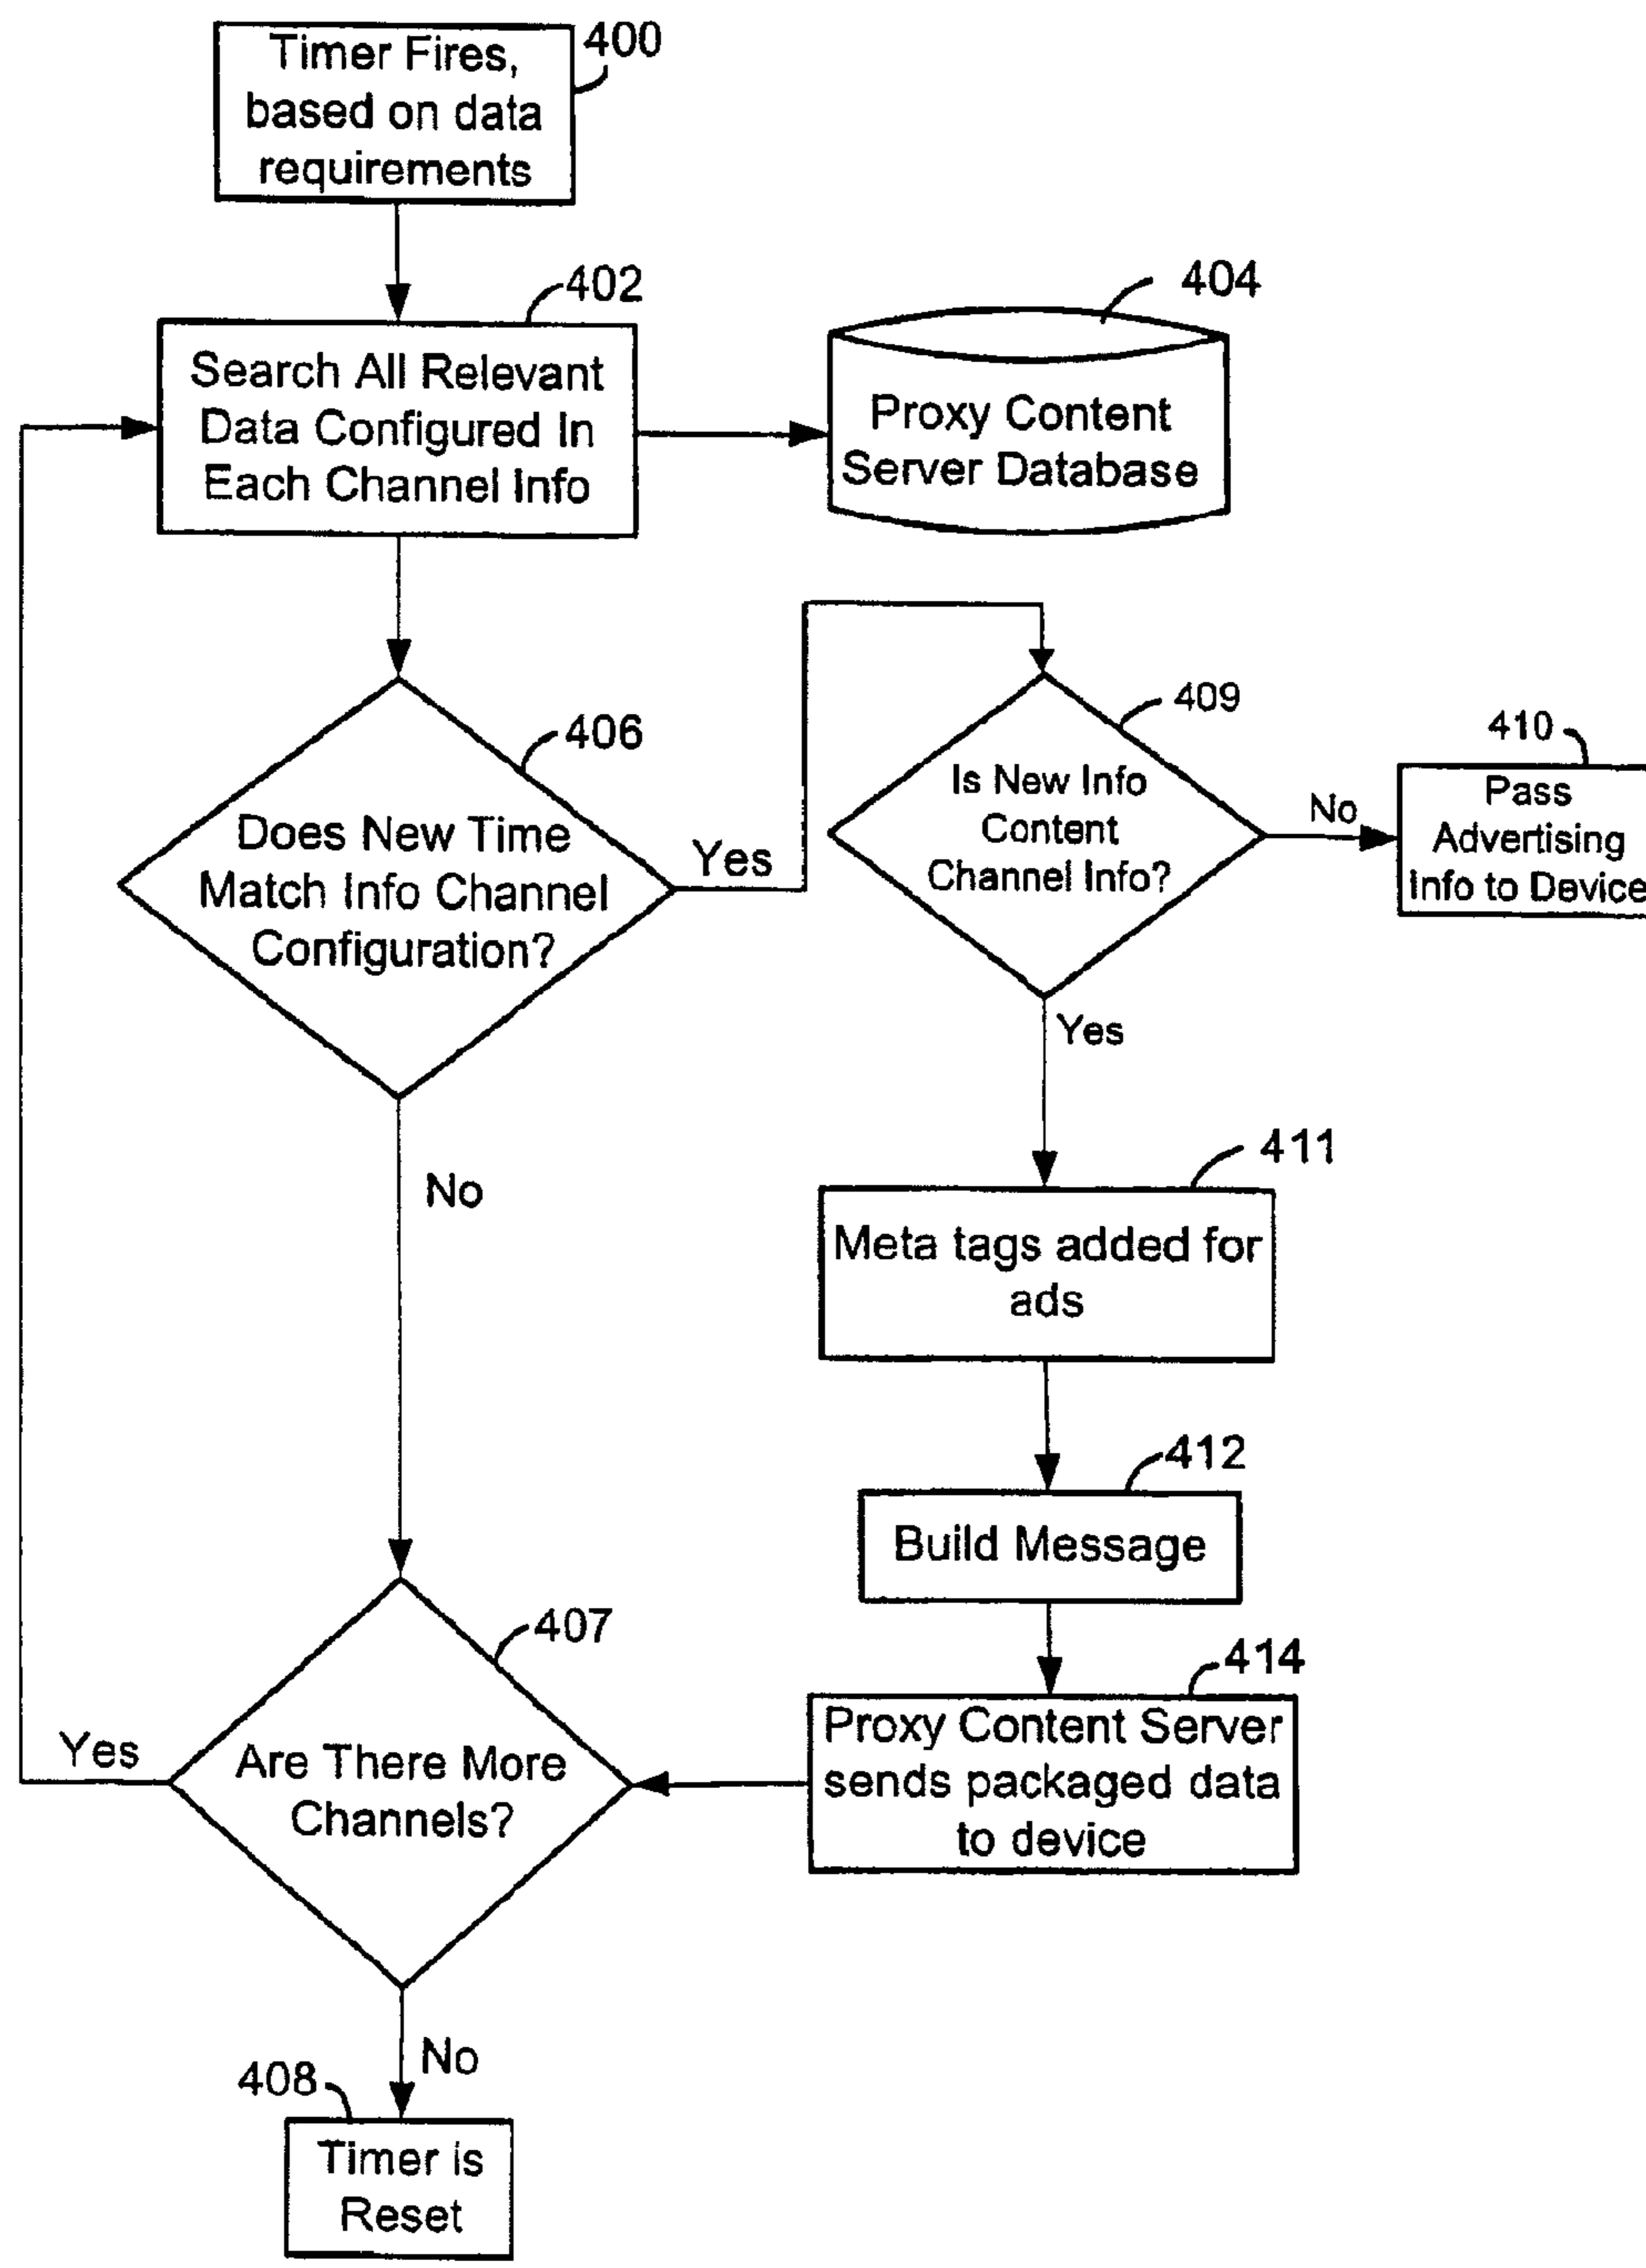 Timer Fires,
based on data
requirements
400
402
Search All Relevant
Data Configured In
Each Channel Info
404
Proxy Content
Server Database
406
Does New Time
Match Info Channel
Configuration?
Yes
No
409
Is New Info
Content
Channel Info?
No
Yes
410
Pass
Advertising
Info to Device
411
Meta tags added for
ads
412
Build Message
414
Proxy Content Server
sends packaged data
to device
407
Are There More
Channels?
Yes
No
408
Timer is
Reset